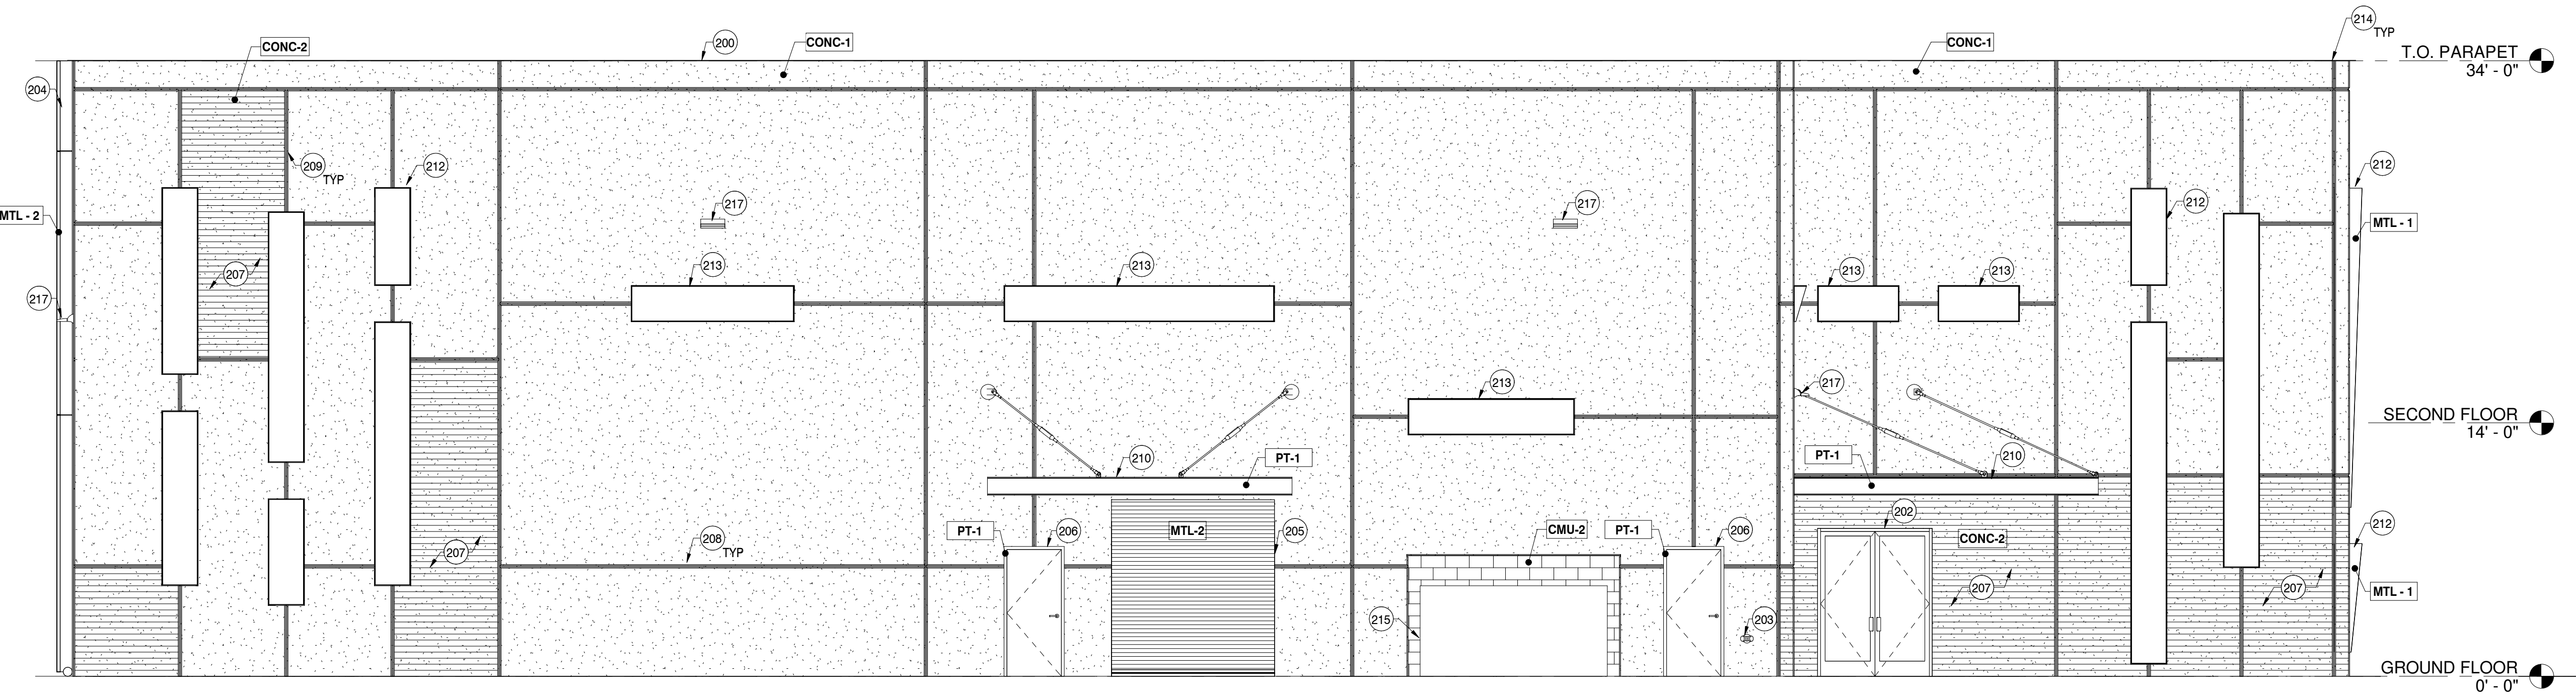 214
TYP
CONC-2
200
CONC-1
CONC-1
T.O. PARAPET
34' - 0"
204
209
TYP
212
212
212
217
217
MTL - 2
MTL - 1
207
213
213
213
213
217
213
217
SECOND FLOOR
14' - 0"
PT-1
210
PT-1
210
202
212
PT-1
206
MTL-2
205
CMU-2
PT-1
206
CONC-2
207
208
TYP
207
207
MTL - 1
215
203
GROUND FLOOR
0' - 0"